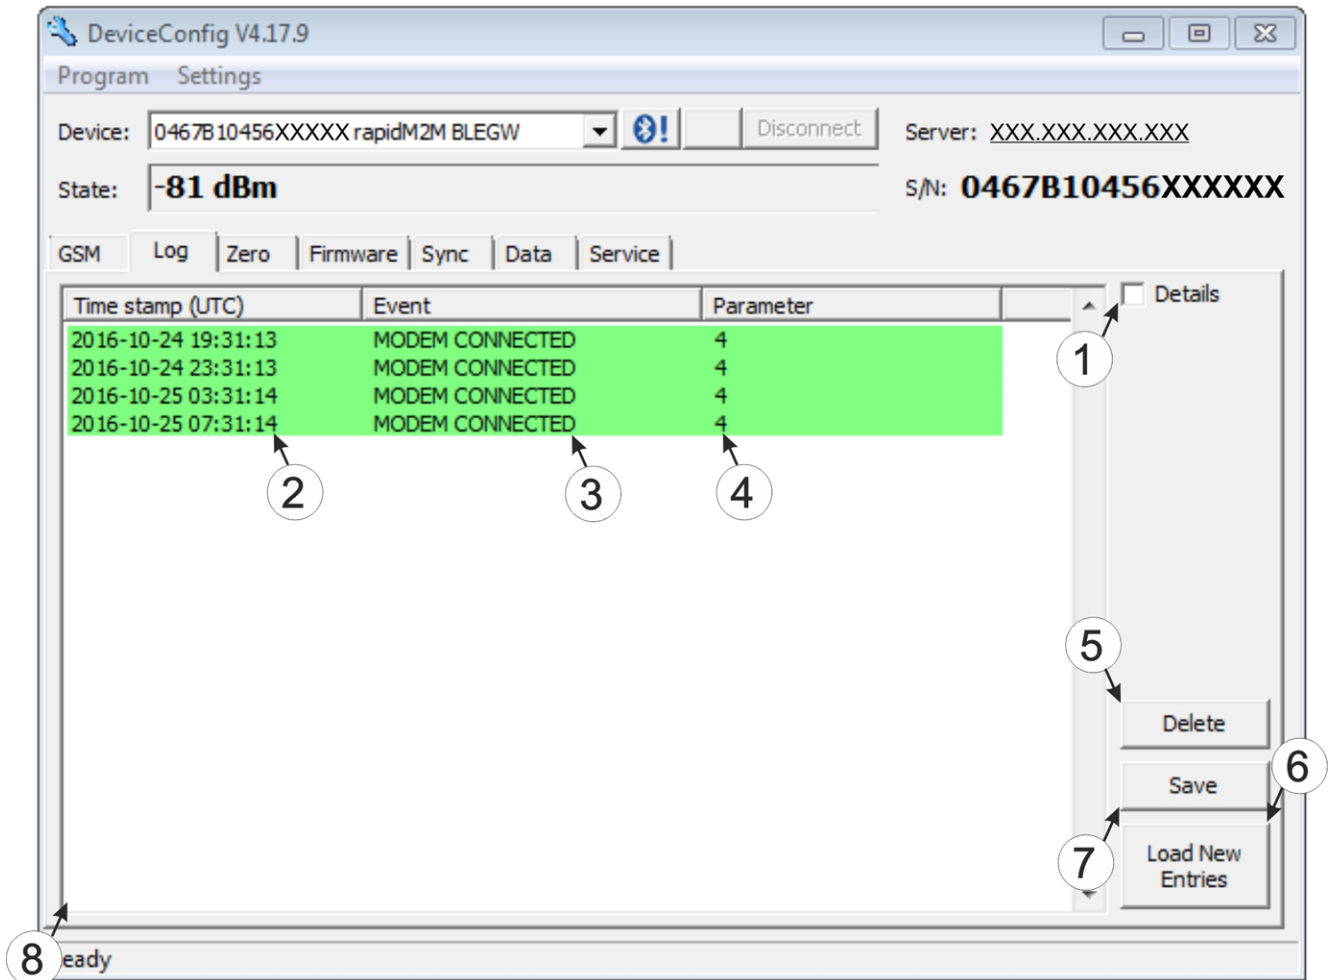 DeviceConfig V4.17.9
Program Settings
Device: 0467B10456XXXXX rapidM2M BLEGW Disconnect Server: XXX.XXX.XXX.XXX
State: -81 dBm S/N: 0467B10456XXXXXX
GSM Log Zero Firmware Sync Data Service
Time stamp (UTC) Event Parameter Details
2016-10-24 19:31:13 MODEM CONNECTED 4
1
2016-10-24 23:31:13 MODEM CONNECTED 4
2016-10-25 03:31:14 MODEM CONNECTED 4
2016-10-25 07:31:14 MODEM CONNECTED 4
2 3 4
5
Delete
6
Save
7
Load New
Entries
8 eady